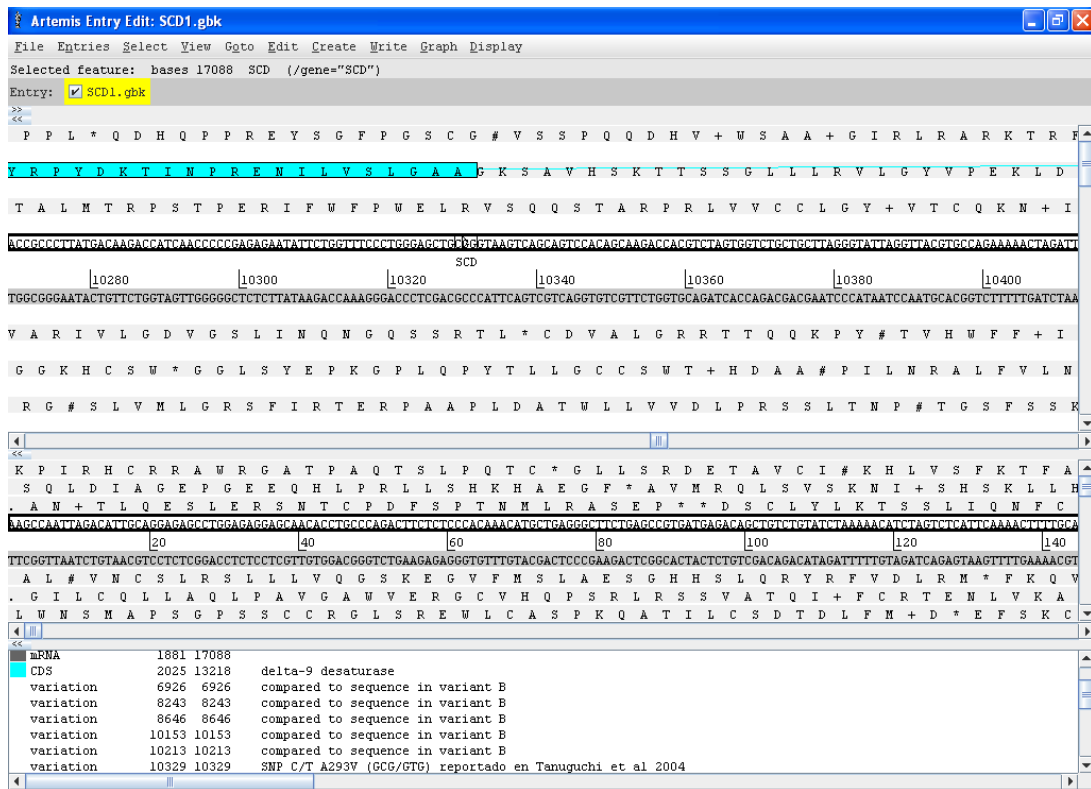 Artemis Entry Edit: SCD1.gbk
File Entries Select View Goto Edit Create Write Graph Display
Selected feature: bases 17088 SCD (/gene="SCD")
Entry: SCD1.gbk
>>
<<
P P L * Q D H Q P P R E Y S G F P G S C G # V S S P Q Q D H V + W S A A + G I R L R A R K T R F
Y R P Y D K T I N P R E N I L V S L G A A G K S A V H S K T T S S G L L L R V L G Y V P E K L D
T A L M T R P S T P E R I F W F P W E L R V S Q Q S T A R P R L V V C C L G Y + V T C Q K N + I
SCD
10280 10300 10320 10340 10360 10380 10400
V A R I V L G D V G S L I N Q N G Q S S R T L * C D V A L G R R T T Q Q K P Y # T V H W F F + I
G G K H C S W * G G L S Y E P K G P L Q P Y T L L G C C S W T + H D A A # P I L N R A L F V L N
R G # S L V M L G R S F I R T E R P A A P L D A T W L L V V D L P R S S L T N P # T G S F S S K
<<
K P I R H C R R A W R G A T P A Q T S L P Q T C * G L L S R D E T A V C I # K H L V S F K T F A
S Q L D I A G E P G E E Q H L P R L L S H K H A E G F * A V M R Q L S V S K N I + S H S K L L H
. A N + T L Q E S L E R S N T C P D F S P T N M L R A S E P * * D S C L Y L K T S S L I Q N F C
AAGCCAATTAGACATTGCAGGAGAGCCTGGAGAGGAGCAACACCTGCCCAGACTTCTCTCCCACAAACATGCTGAGGGCTTCTGAGCCGTGATGAGACAGCTGTCTGTATCTAAAAACATCTAGTCTCATTCAAAACTTTTGCA
20 40 60 80 100 120 140
TTCGGTTAATCTGTAACGTCCTCTCGGACCTCTCCTCGTTGTGGACGGGTCTGAAGAGAGGGTGTTTGTACGACTCCCGAAGACTCGGCACTACTCTGTCGACAGACATAGATTTTTGTAGATCAGAGTAAGTTTTGAAAACGT
A L # V N C S L R S L L L V Q G S K E G V F M S L A E S G H H S L Q R Y R F V D L R M * F K Q V
. G I L C Q L L A Q L P A V G A W V E R G C V H Q P S R L R S S V A T Q I + F C R T E N L V K A
L W N S M A P S G P S S C C R G L S R E W L C A S P K Q A T I L C S D T D L F M + D * E F S K C
<<
mRNA 1881 17088
CDS 2025 13218 delta-9 desaturase
variation 6926 6926 compared to sequence in variant B
variation 8243 8243 compared to sequence in variant B
variation 8646 8646 compared to sequence in variant B
variation 10153 10153 compared to sequence in variant B
variation 10213 10213 compared to sequence in variant B
variation 10329 10329 SNP C/T A293V (GCG/GTG) reportado en Tanuguchi et al 2004